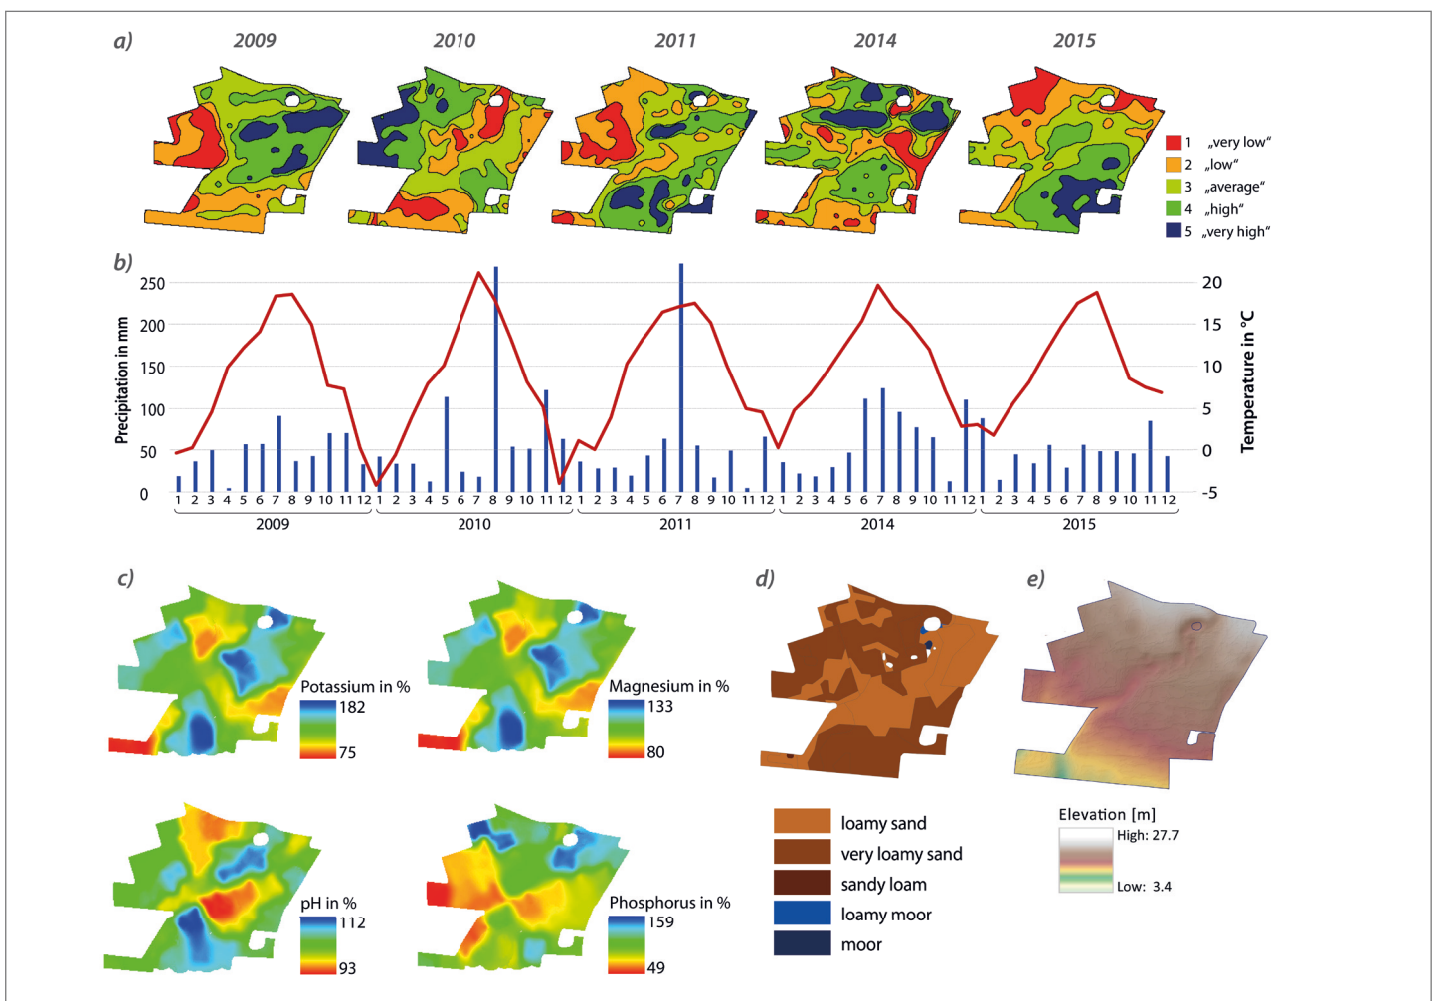 a)
2009 2010 2011 2014 2015
1 „very low“
2 „low“
3 „average“
4 „high“
5 „very high“
b)
Precipitation in mm
250
200
150
100
50
0
Temperature in °C
20
15
10
5
0
-5
1 2 3 4 5 6 7 8 9 10 11 12 1 2 3 4 5 6 7 8 9 10 11 12 1 2 3 4 5 6 7 8 9 10 11 12 1 2 3 4 5 6 7 8 9 10 11 12 1 2 3 4 5 6 7 8 9 10 11 12
2009 2010 2011 2014 2015
c)
Potassium in %
182
75
Magnesium in %
133
80
pH in %
112
93
Phosphorus in %
159
49
d)
loamy sand
very loamy sand
sandy loam
loamy moor
moor
e)
Elevation [m]
High: 27.7
Low: 3.4